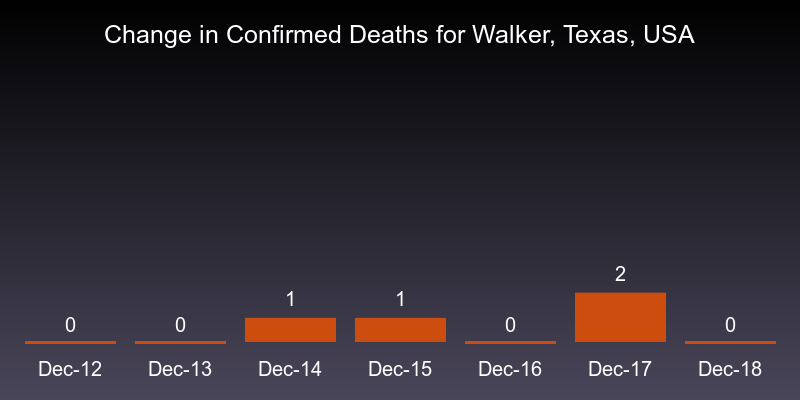 Change in Confirmed Deaths for Walker, Texas, USA
2
1 1
0 0 0 0
Dec-12 Dec-13 Dec-14 Dec-15 Dec-16 Dec-17 Dec-18